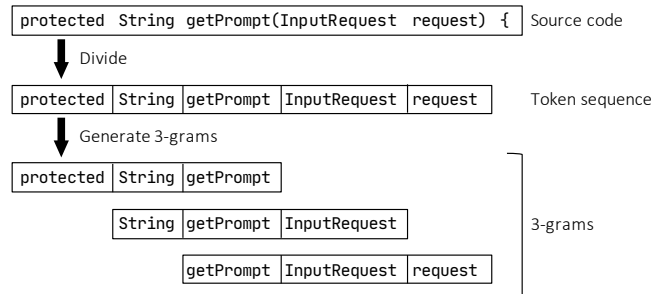 protected String getPrompt(InputRequest request) { Source code
Divide
protected String getPrompt InputRequest request Token sequence
Generate 3-grams
protected String getPrompt
String getPrompt InputRequest
3-grams
getPrompt InputRequest request